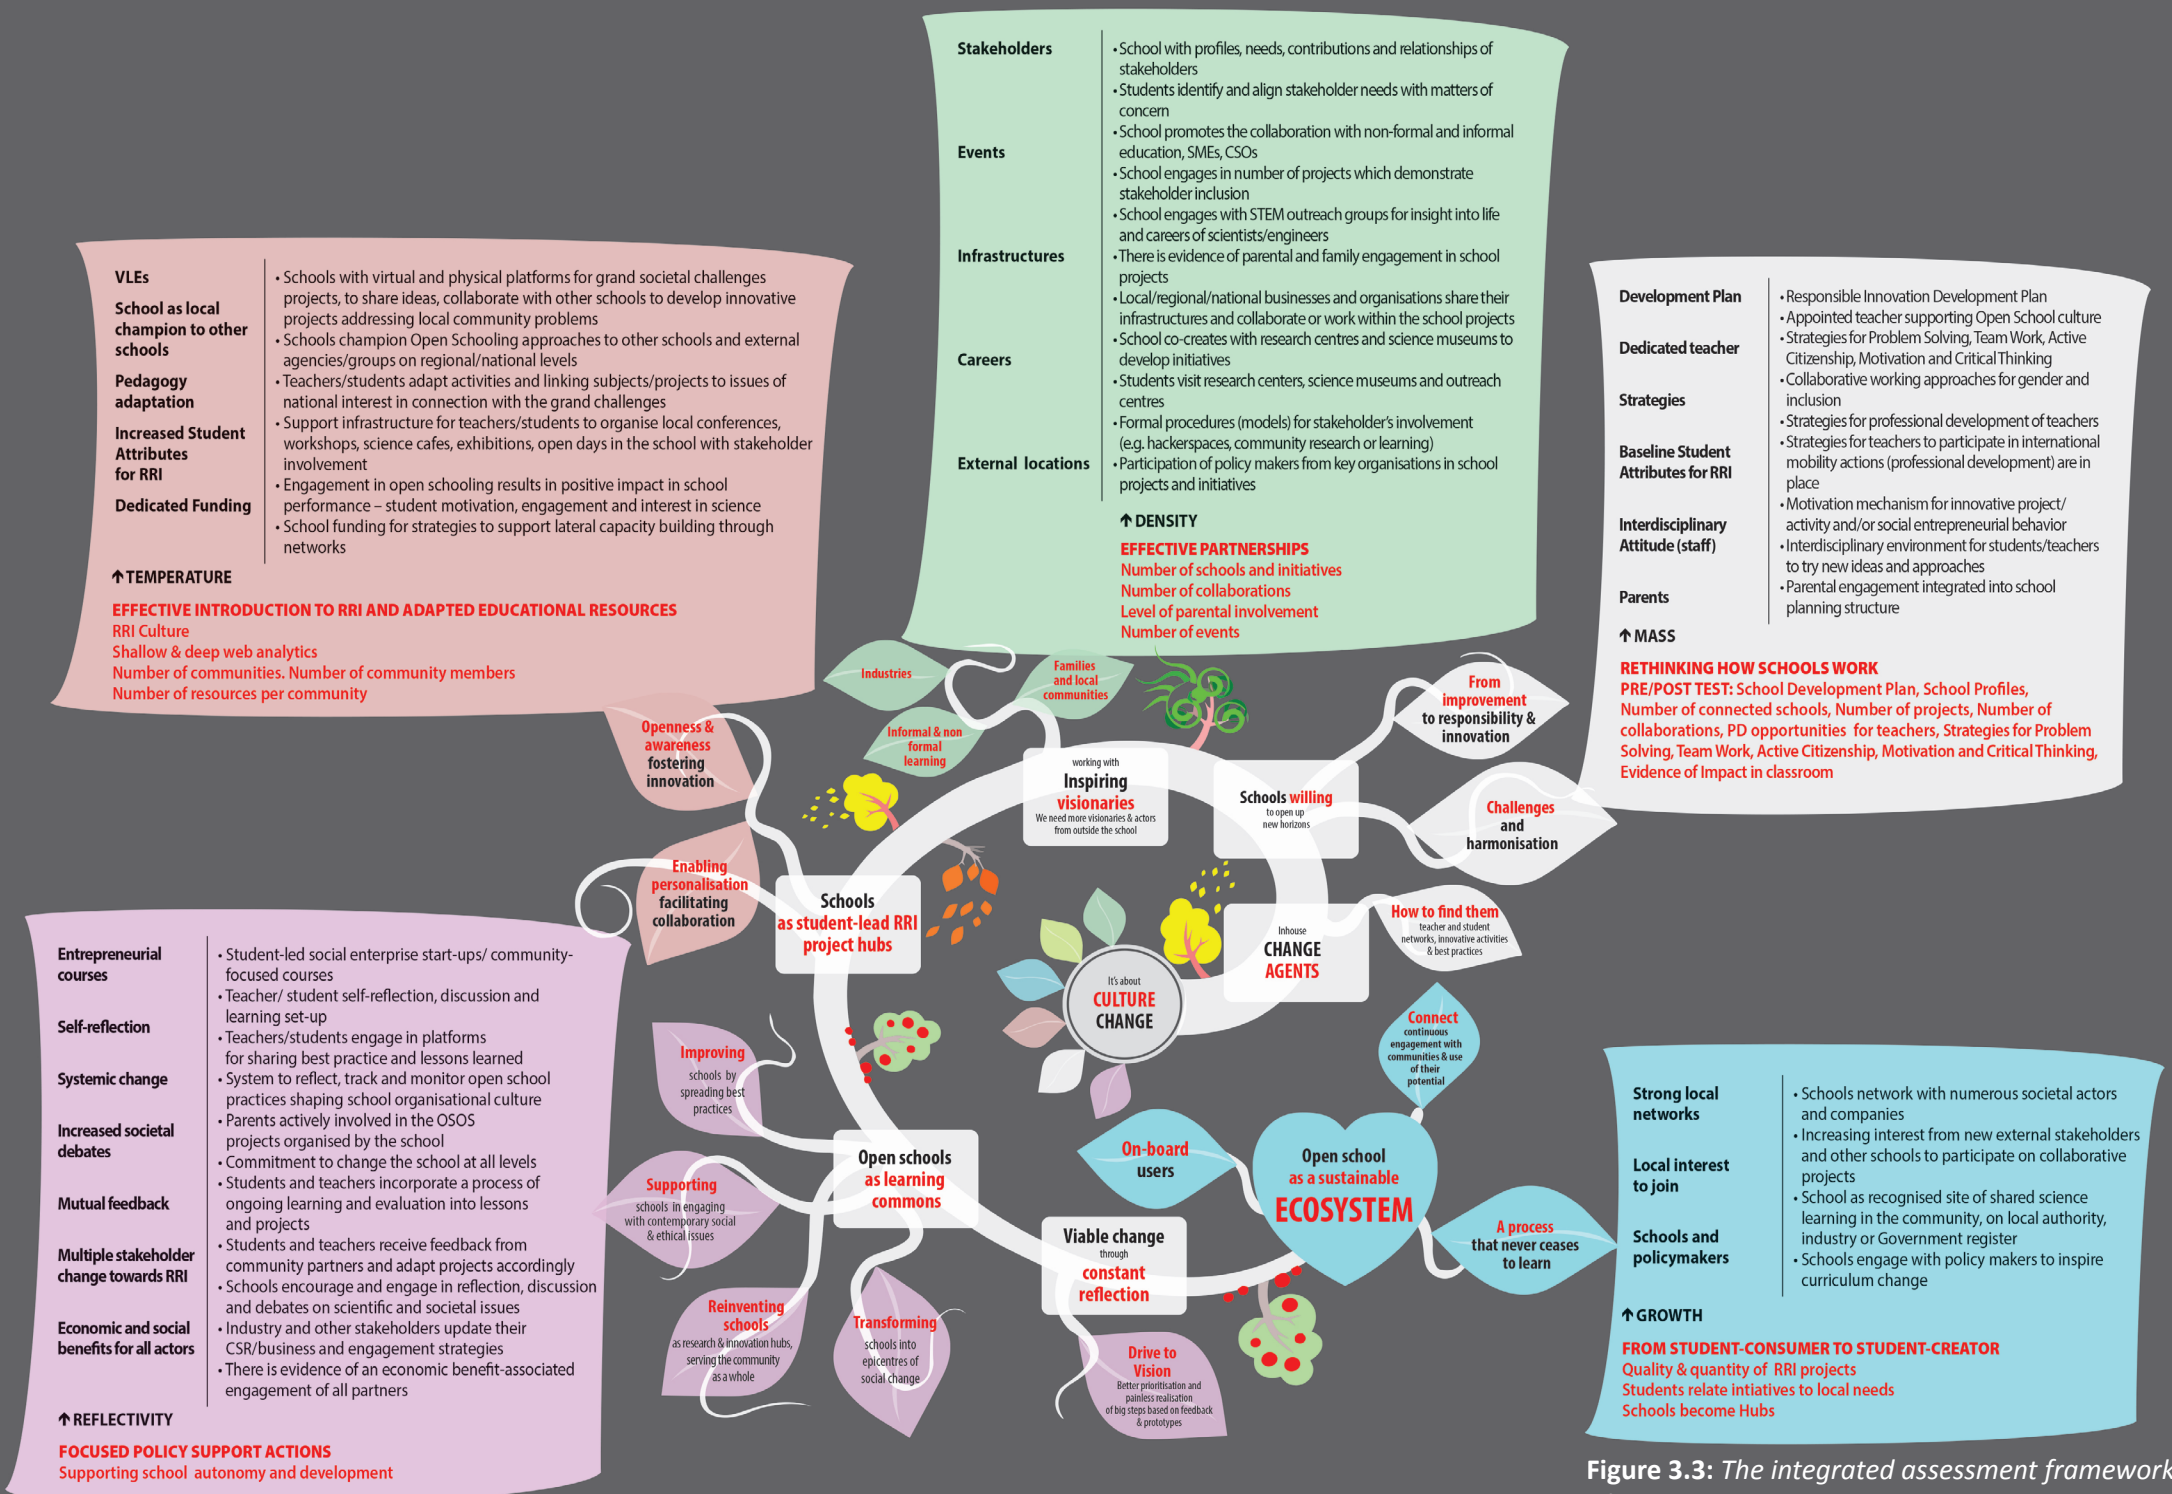 Stakeholders
• School with profiles, needs, contributions and relationships of
stakeholders
• Students identify and align stakeholder needs with matters of
concern
• School promotes the collaboration with non-formal and informal
Events
education, SMEs, CSOs
• School engages in number of projects which demonstrate
stakeholder inclusion
• School engages with STEM outreach groups for insight into life
and careers of scientists/engineers
Infrastructures
• There is evidence of parental and family engagement in school
projects
• Local/regional/national businesses and organisations share their
infrastructures and collaborate or work within the school projects
• School co-creates with research centres and science museums to
Careers
develop initiatives
• Students visit research centers, science museums and outreach
centres
• Formal procedures (models) for stakeholder's involvement
(e.g. hackerspaces, community research or learning)
External locations
• Participation of policy makers from key organisations in school
projects and initiatives
↑ DENSITY
EFFECTIVE PARTNERSHIPS
Number of schools and initiatives
Number of collaborations
Level of parental involvement
Number of events
VLEs
School as local
champion to other
schools
Pedagogy
adaptation
Increased Student
Attributes
for RRI
Dedicated Funding
• Schools with virtual and physical platforms for grand societal challenges
projects, to share ideas, collaborate with other schools to develop innovative
projects addressing local community problems
• Schools champion Open Schooling approaches to other schools and external
agencies/groups on regional/national levels
• Teachers/students adapt activities and linking subjects/projects to issues of
national interest in connection with the grand challenges
• Support infrastructure for teachers/students to organise local conferences,
workshops, science cafes, exhibitions, open days in the school with stakeholder
involvement
• Engagement in open schooling results in positive impact in school
performance – student motivation, engagement and interest in science
• School funding for strategies to support lateral capacity building through
networks
↑ TEMPERATURE
EFFECTIVE INTRODUCTION TO RRI AND ADAPTED EDUCATIONAL RESOURCES
RRI Culture
Shallow & deep web analytics
Number of communities. Number of community members
Number of resources per community
Development Plan
Dedicated teacher
Strategies
Baseline Student
Attributes for RRI
Interdisciplinary
Attitude (staff)
Parents
• Responsible Innovation Development Plan
• Appointed teacher supporting Open School culture
• Strategies for Problem Solving, Team Work, Active
Citizenship, Motivation and Critical Thinking
• Collaborative working approaches for gender and
inclusion
• Strategies for professional development of teachers
• Strategies for teachers to participate in international
mobility actions (professional development) are in
place
• Motivation mechanism for innovative project/
activity and/or social entrepreneurial behavior
• Interdisciplinary environment for students/teachers
to try new ideas and approaches
• Parental engagement integrated into school
planning structure
↑ MASS
RETHINKING HOW SCHOOLS WORK
PRE/POST TEST: School Development Plan, School Profiles,
Number of connected schools, Number of projects, Number of
collaborations, PD opportunities for teachers, Strategies for Problem
Solving, Team Work, Active Citizenship, Motivation and Critical Thinking,
Evidence of Impact in classroom
Industries
Families
and local
communities
Informal & non
formal
learning
Openness &
awareness
fostering
innovation
Enabling
personalisation
facilitating
collaboration
From
improvement
to responsibility &
innovation
Challenges
and
harmonisation
How to find them
teacher and student
networks, innovative activities
& best practices
working with
Inspiring
visionaries
We need more visionaries & actors
from outside the school
Schools willing
to open up
new horizons
Inhouse
CHANGE
AGENTS
It's about
CULTURE
CHANGE
Schools
as student-lead RRI
project hubs
Entrepreneurial
courses
Self-reflection
Systemic change
Increased societal
debates
Mutual feedback
Multiple stakeholder
change towards RRI
Economic and social
benefits for all actors
• Student-led social enterprise start-ups/ community-
focused courses
• Teacher/ student self-reflection, discussion and
learning set-up
• Teachers/students engage in platforms
for sharing best practice and lessons learned
• System to reflect, track and monitor open school
practices shaping school organisational culture
• Parents actively involved in the OSOS
projects organised by the school
• Commitment to change the school at all levels
• Students and teachers incorporate a process of
ongoing learning and evaluation into lessons
and projects
• Students and teachers receive feedback from
community partners and adapt projects accordingly
• Schools encourage and engage in reflection, discussion
and debates on scientific and societal issues
• Industry and other stakeholders update their
CSR/business and engagement strategies
• There is evidence of an economic benefit-associated
engagement of all partners
↑ REFLECTIVITY
FOCUSED POLICY SUPPORT ACTIONS
Supporting school autonomy and development
Improving
schools by
spreading best
practices
Supporting
schools in engaging
with contemporary social
& ethical issues
Reinventing
schools
as research & innovation hubs,
serving the community
as a whole
Transforming
schools into
epicentres of
social change
Open schools
as learning
commons
Viable change
through
constant
reflection
Drive to
Vision
Better prioritisation and
painless realisation
of big steps based on feedback
& prototypes
Connect
continuous
engagement with
communities & use
of their
potential
On-board
users
Open school
as a sustainable
ECOSYSTEM
A process
that never ceases
to learn
Strong local
networks
Local interest
to join
Schools and
policymakers
• Schools network with numerous societal actors
and companies
• Increasing interest from new external stakeholders
and other schools to participate on collaborative
projects
• School as recognised site of shared science
learning in the community, on local authority,
industry or Government register
• Schools engage with policy makers to inspire
curriculum change
↑ GROWTH
FROM STUDENT-CONSUMER TO STUDENT-CREATOR
Quality & quantity of RRI projects
Students relate intiatives to local needs
Schools become Hubs
Figure 3.3: The integrated assessment framework